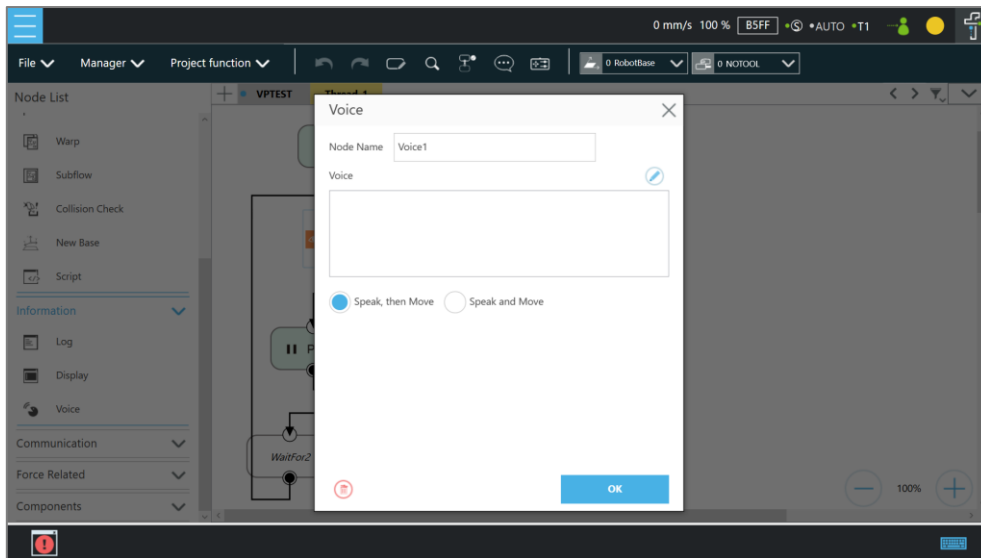 0 mm/s 100 % B5FF S AUTO T1
File Manager Project function 0 RobotBase 0 NOTOOL
Node List
VPTEST Thread_1
Warp
Subflow
Collision Check
New Base
Script
Information
Log
Display
Voice
Communication
Force Related
Components
WaitFor2
Voice
Node Name Voice1
Voice
Speak, then Move Speak and Move
OK
100%